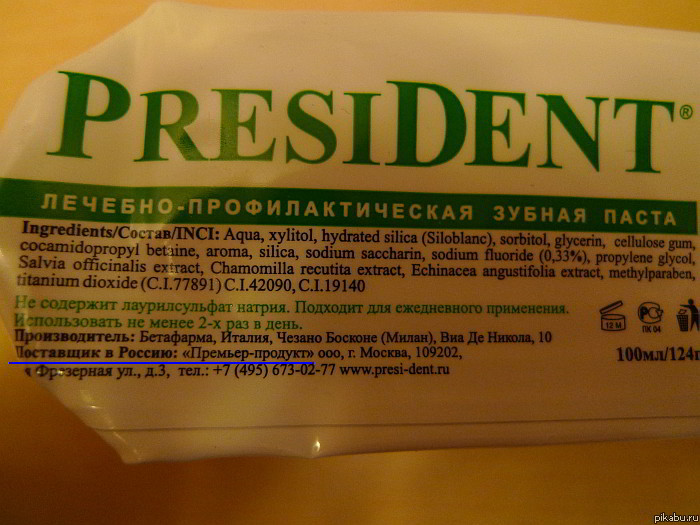 PRESIDENT®
ЛЕЧЕБНО-ПРОФИЛАКТИЧЕСКАЯ ЗУБНАЯ ПАСТА
Ingredients/Состав/INCI: Aqua, xylitol, hydrated silica (Siloblanc), sorbitol, glycerin, cellulose gum,
cocamidopropyl betaine, aroma, silica, sodium saccharin, sodium fluoride (0,33%), propylene glycol,
Salvia officinalis extract, Chamomilla recutita extract, Echinacea angustifolia extract, methylparaben,
titanium dioxide (C.I.77891) C.I.42090, C.I.19140
Не содержит лаурилсульфат натрия. Подходит для ежедневного применения.
Использовать не менее 2-х раз в день.
Производитель: Бетафарма, Италия, Чезано Босконе (Милан), Виа Де Никола, 10
Поставщик в Россию: «Премьер-продукт» ооо, г. Москва, 109202,
Фрезерная ул., д.3, тел.: +7 (495) 673-02-77 www.presi-dent.ru
12 M
ПК 04
100мл/124г
pikabu.ru